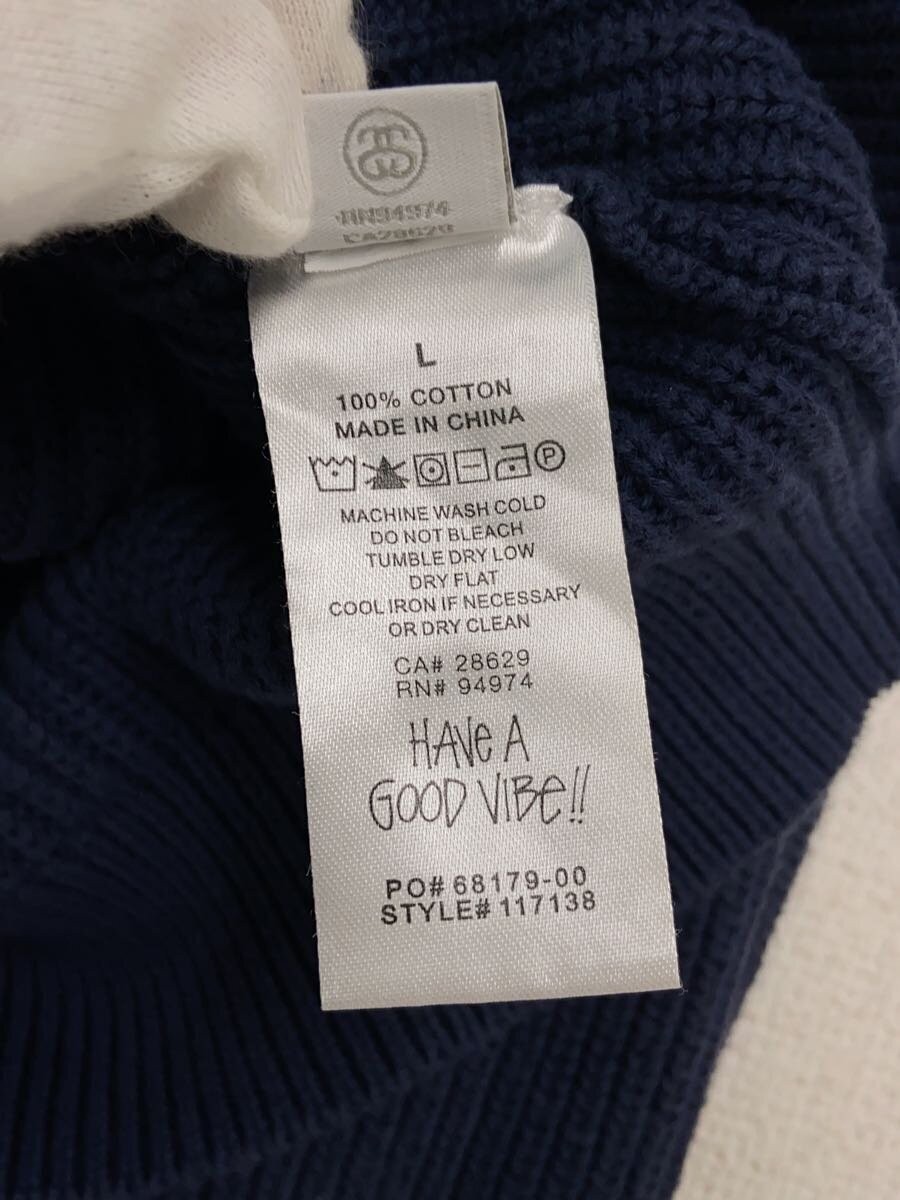 SS
RN94974
CA28629
L
100% COTTON
MADE IN CHINA
P
MACHINE WASH COLD
DO NOT BLEACH
TUMBLE DRY LOW
DRY FLAT
COOL IRON IF NECESSARY
OR DRY CLEAN
CA# 28629
RN# 94974
HAVe A
GOOD VIBe!!
PO# 68179-00
STYLE# 117138